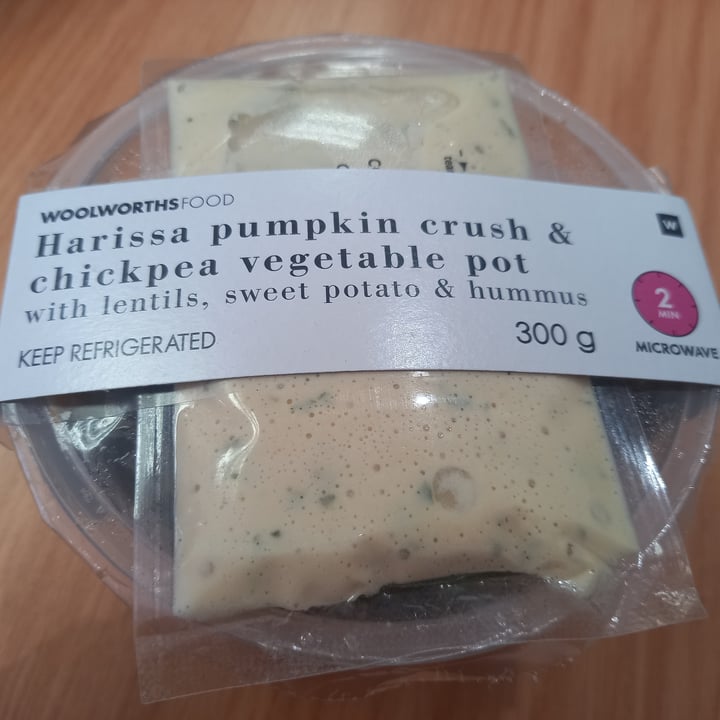 WOOLWORTHSFOOD
Harissa pumpkin crush &
chickpea vegetable pot
with lentils, sweet potato & hummus
KEEP REFRIGERATED
300 g
W
2
MIN
MICROWAVE